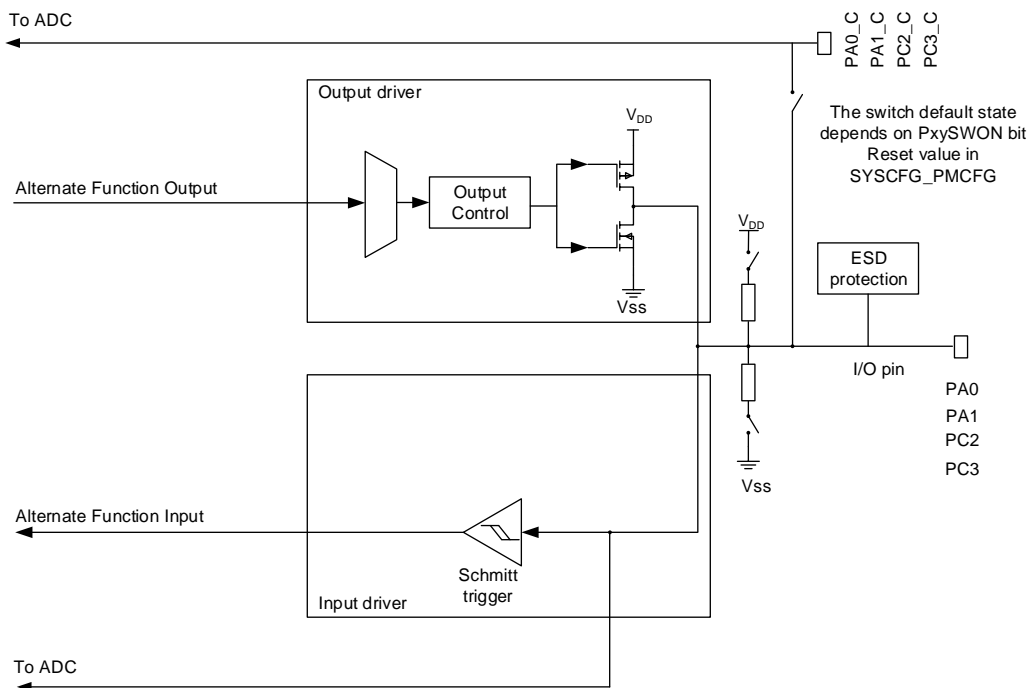 To ADC
PA0_C
PA1_C
PC2_C
PC3_C
Output driver
VDD
The switch default state
depends on PxySWON bit
Reset value in
SYSCFG_PMCFG
Alternate Function Output
Output
Control
VDD
ESD
protection
Vss
I/O pin
PA0
PA1
PC2
PC3
Vss
Alternate Function Input
Schmitt
trigger
Input driver
To ADC